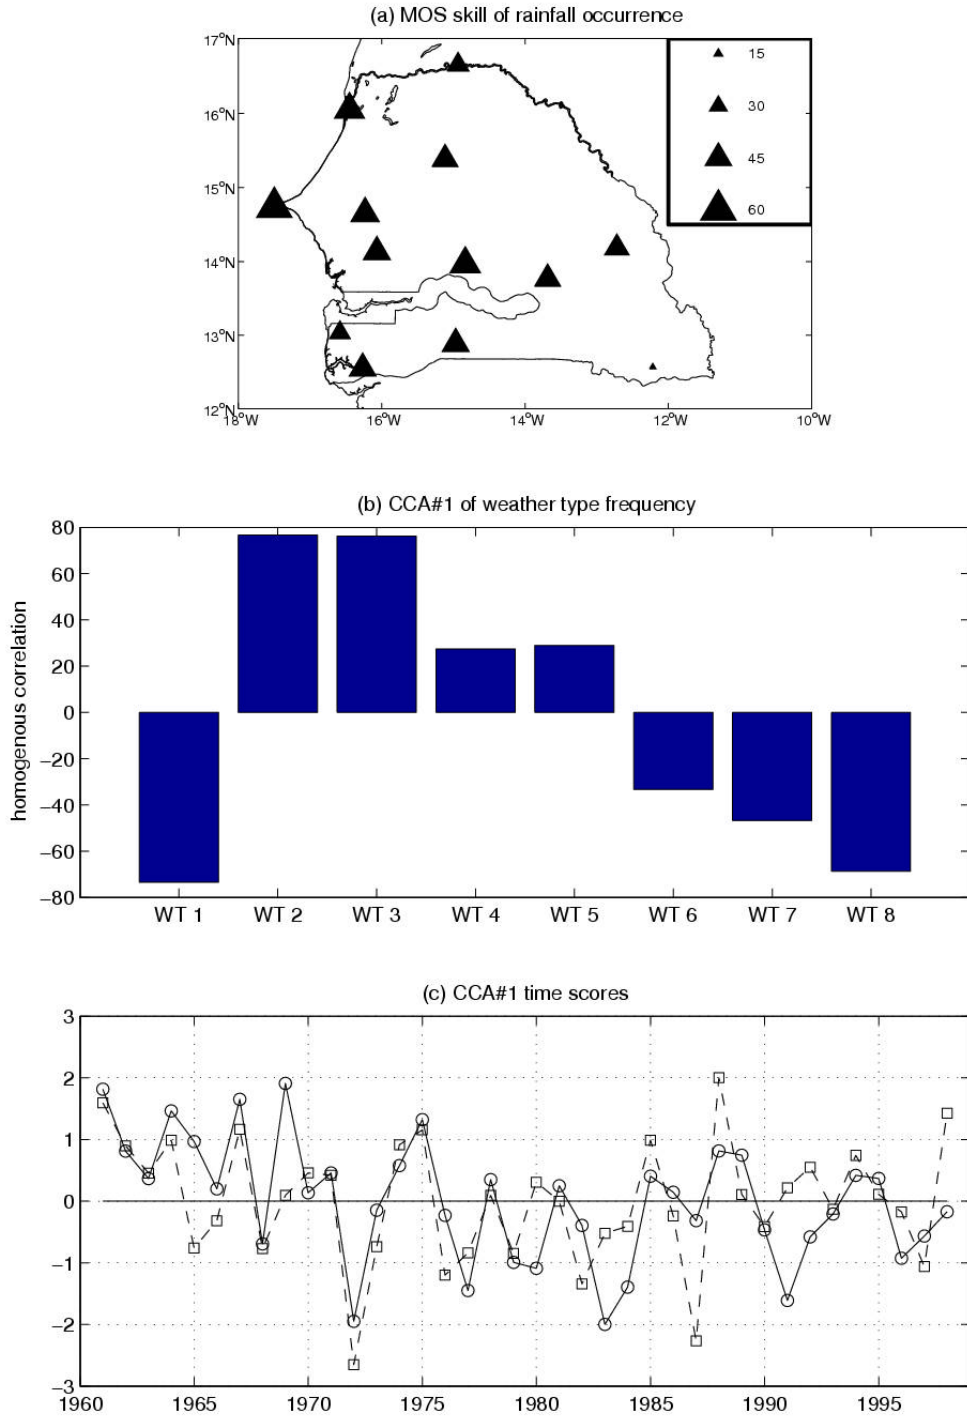 (a) MOS skill of rainfall occurrence
17°N
16°N
15°N
14°N
13°N
12°N
18°W
16°W
14°W
12°W
10°W
15
30
45
60
(b) CCA#1 of weather type frequency
homogenous correlation
80
60
40
20
0
−20
−40
−60
−80
WT 1
WT 2
WT 3
WT 4
WT 5
WT 6
WT 7
WT 8
(c) CCA#1 time scores
3
2
1
0
−1
−2
−3
1960
1965
1970
1975
1980
1985
1990
1995